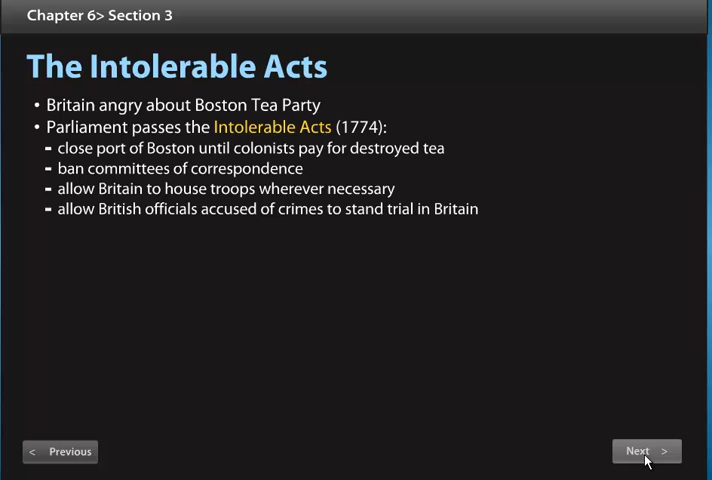 Chapter 6> Section 3
The Intolerable Acts
• Britain angry about Boston Tea Party
• Parliament passes the Intolerable Acts (1774):
- close port of Boston until colonists pay for destroyed tea
- ban committees of correspondence
- allow Britain to house troops wherever necessary
- allow British officials accused of crimes to stand trial in Britain
< Previous
Next >